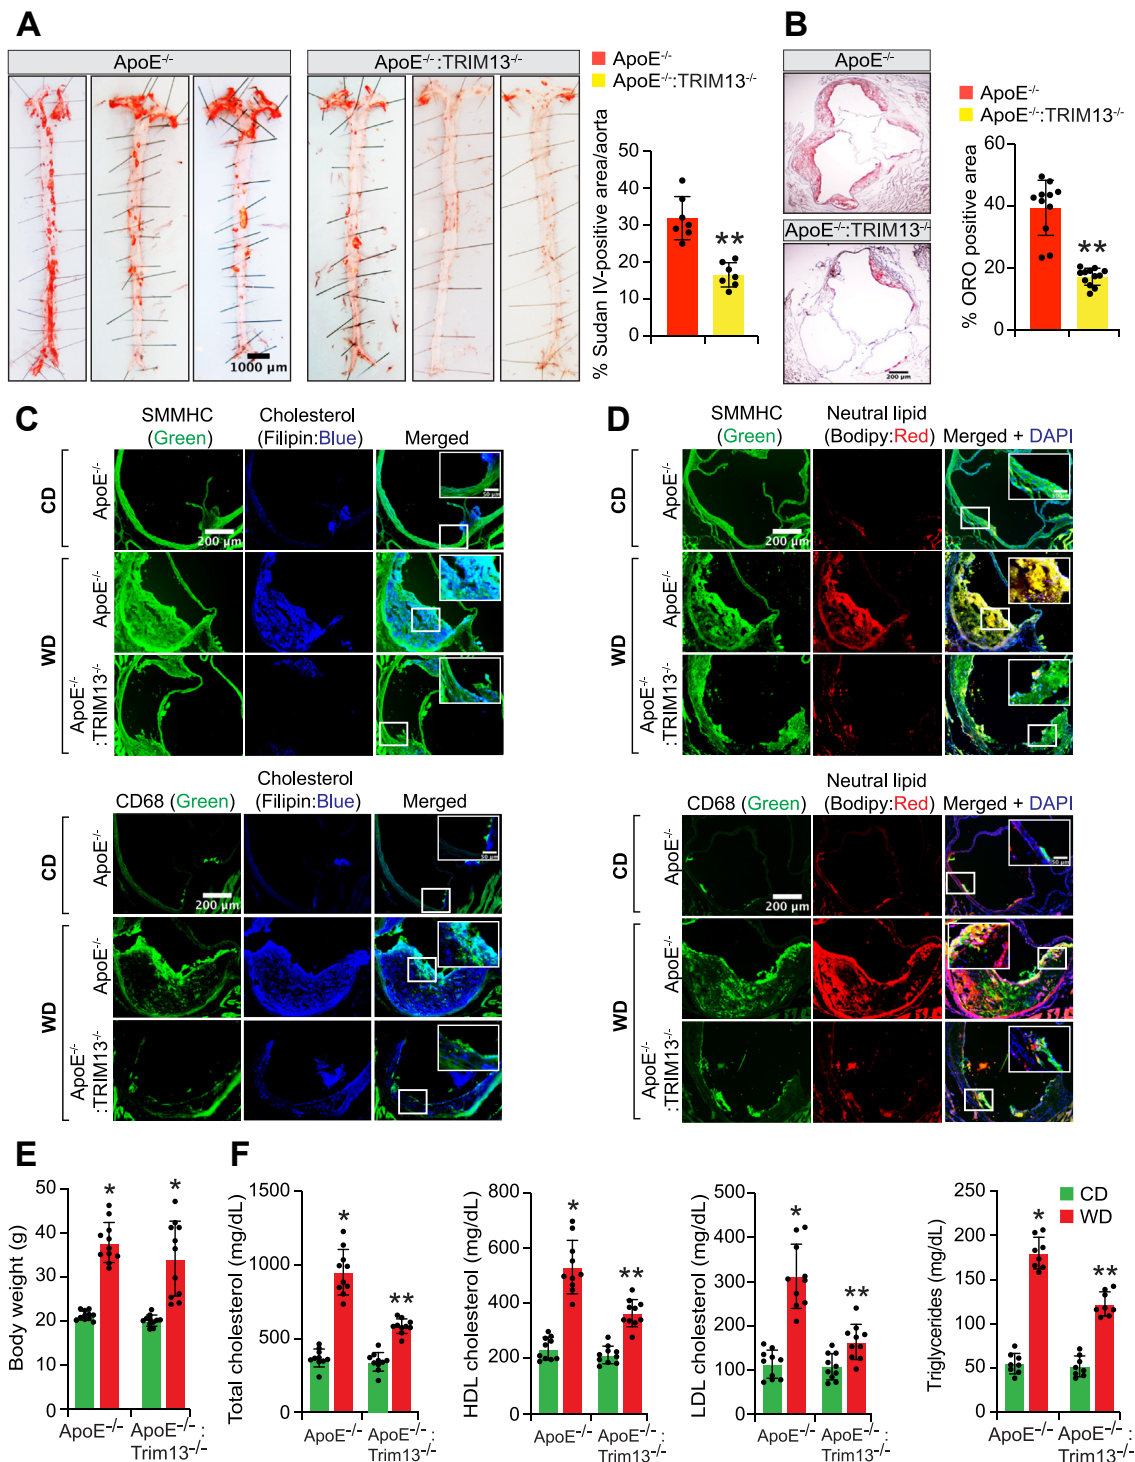 A
ApoE-/-
ApoE-/-:TRIM13-/-
ApoE-/-
ApoE-/-:TRIM13-/-
1000 µm
% Sudan IV-positive area/aorta
50
40
30
20
10
0
**
B
ApoE-/-
ApoE-/-:TRIM13-/-
200 µm
ApoE-/-
ApoE-/-:TRIM13-/-
% ORO positive area
60
40
20
0
**
C
SMMHC (Green)
Cholesterol (Filipin:Blue)
Merged
CD
ApoE-/-
WD
ApoE-/-
ApoE-/- :TRIM13-/-
200 µm
50 µm
CD68 (Green)
Cholesterol (Filipin:Blue)
Merged
CD
ApoE-/-
WD
ApoE-/-
ApoE-/- :TRIM13-/-
200 µm
50 µm
D
SMMHC (Green)
Neutral lipid (Bodipy:Red)
Merged + DAPI
CD
ApoE-/-
WD
ApoE-/-
ApoE-/- :TRIM13-/-
200 µm
50 µm
CD68 (Green)
Neutral lipid (Bodipy:Red)
Merged + DAPI
CD
ApoE-/-
WD
ApoE-/-
ApoE-/- :TRIM13-/-
200 µm
50 µm
E
Body weight (g)
50
40
30
20
10
0
*
*
ApoE-/-
ApoE-/-: Trim13-/-
F
Total cholesterol (mg/dL)
1500
1000
500
0
*
**
ApoE-/-
ApoE-/-: Trim13-/-
HDL cholesterol (mg/dL)
800
600
400
200
0
*
**
ApoE-/-
ApoE-/-: Trim13-/-
LDL cholesterol (mg/dL)
500
400
300
200
100
0
*
**
ApoE-/-
ApoE-/-: Trim13-/-
Triglycerides (mg/dL)
250
200
150
100
50
0
*
**
CD
WD
ApoE-/-
ApoE-/-: Trim13-/-